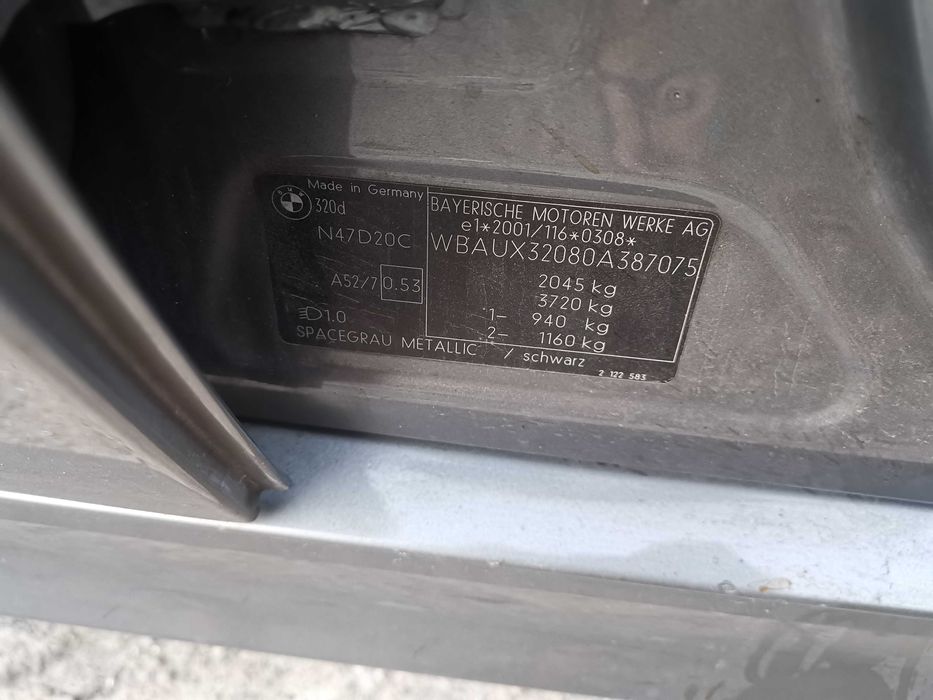 BMW
Made in Germany
320d
N47D20C
A52/7 0.53
1.0
SPACEGRAU METALLIC / schwarz
BAYERISCHE MOTOREN WERKE AG
e1*2001/116*0308*
WBAUX32080A387075
2045 kg
3720 kg
1- 940 kg
2- 1160 kg
2 122 583